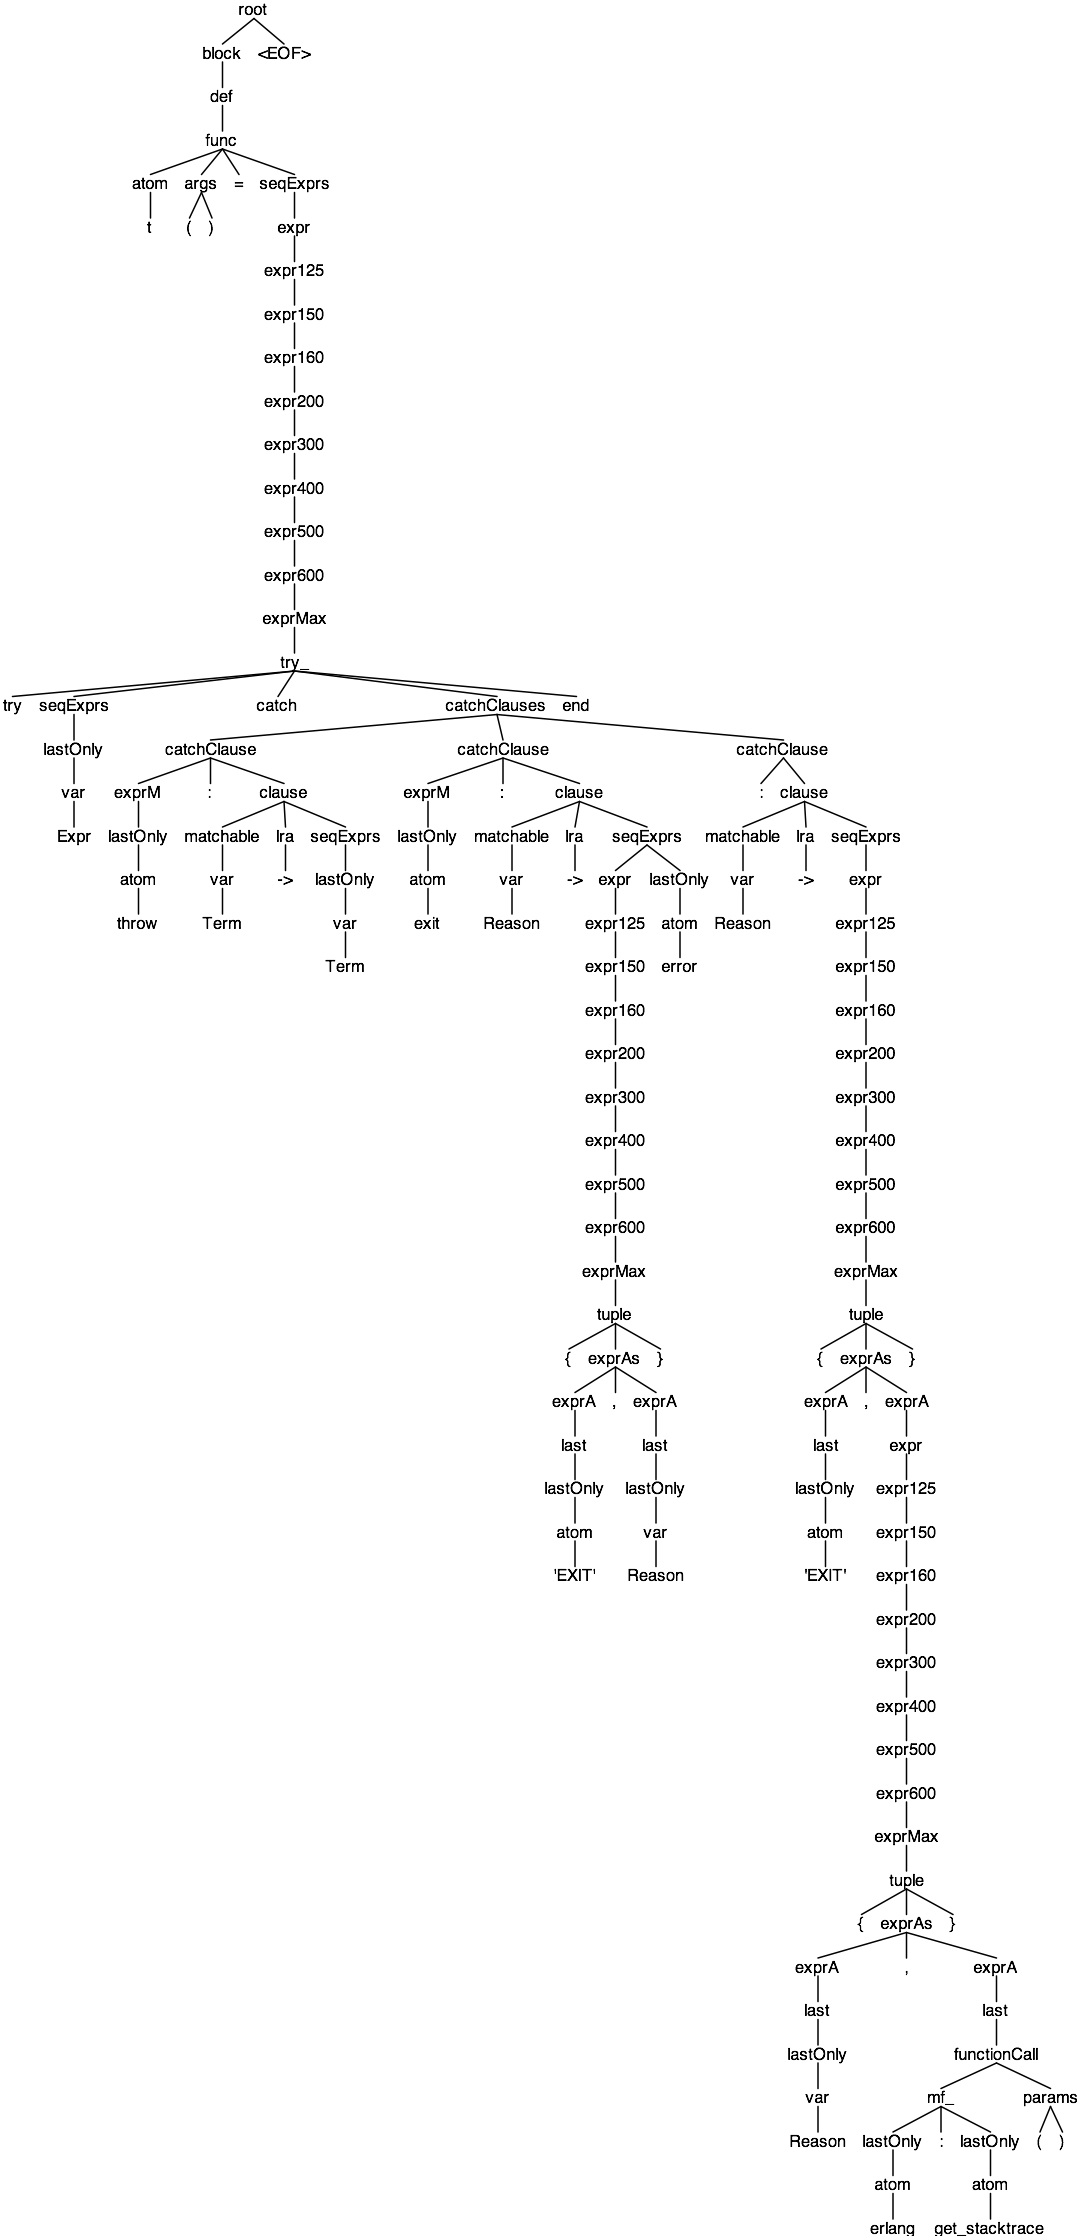 root
block <EOF>
def
func
atom args = seqExprs
t ( ) expr
expr125
expr150
expr160
expr200
expr300
expr400
expr500
expr600
exprMax
try_
try seqExprs catch catchClauses end
lastOnly catchClause catchClause catchClause
var exprM : clause exprM : clause : clause
Expr lastOnly matchable lra seqExprs lastOnly matchable lra seqExprs matchable lra seqExprs
atom var -> lastOnly atom var -> expr lastOnly var -> expr
throw Term var exit Reason expr125 atom Reason expr125
Term expr150 error expr150
expr160 expr160
expr200 expr200
expr300 expr300
expr400 expr400
expr500 expr500
expr600 expr600
exprMax exprMax
tuple tuple
{ exprAs } { exprAs }
exprA , exprA exprA , exprA
last last last expr
lastOnly lastOnly lastOnly expr125
atom var atom expr150
'EXIT' Reason 'EXIT' expr160
expr200
expr300
expr400
expr500
expr600
exprMax
tuple
{ exprAs }
exprA , exprA
last last
lastOnly functionCall
var mf_ params
Reason lastOnly : lastOnly ( )
atom atom
erlang get_stacktrace